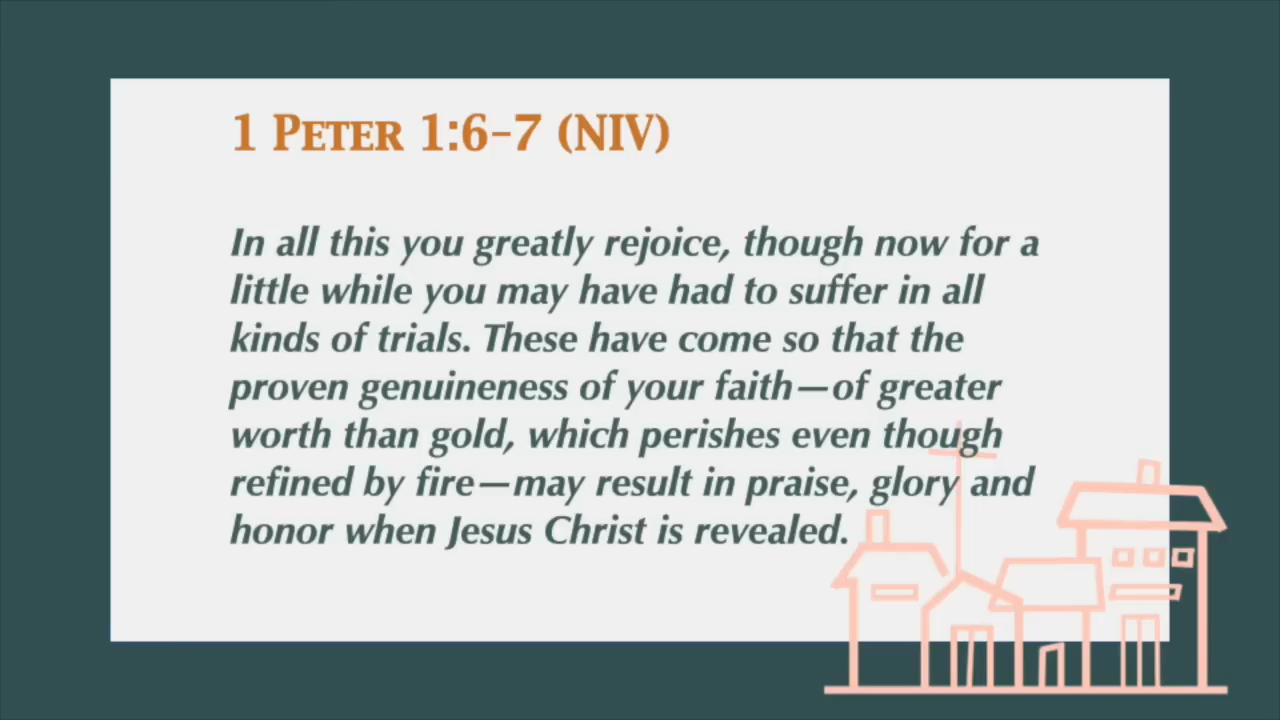 1 PETER 1:6–7 (NIV)
In all this you greatly rejoice, though now for a
little while you may have had to suffer in all
kinds of trials. These have come so that the
proven genuineness of your faith—of greater
worth than gold, which perishes even though
refined by fire—may result in praise, glory and
honor when Jesus Christ is revealed.